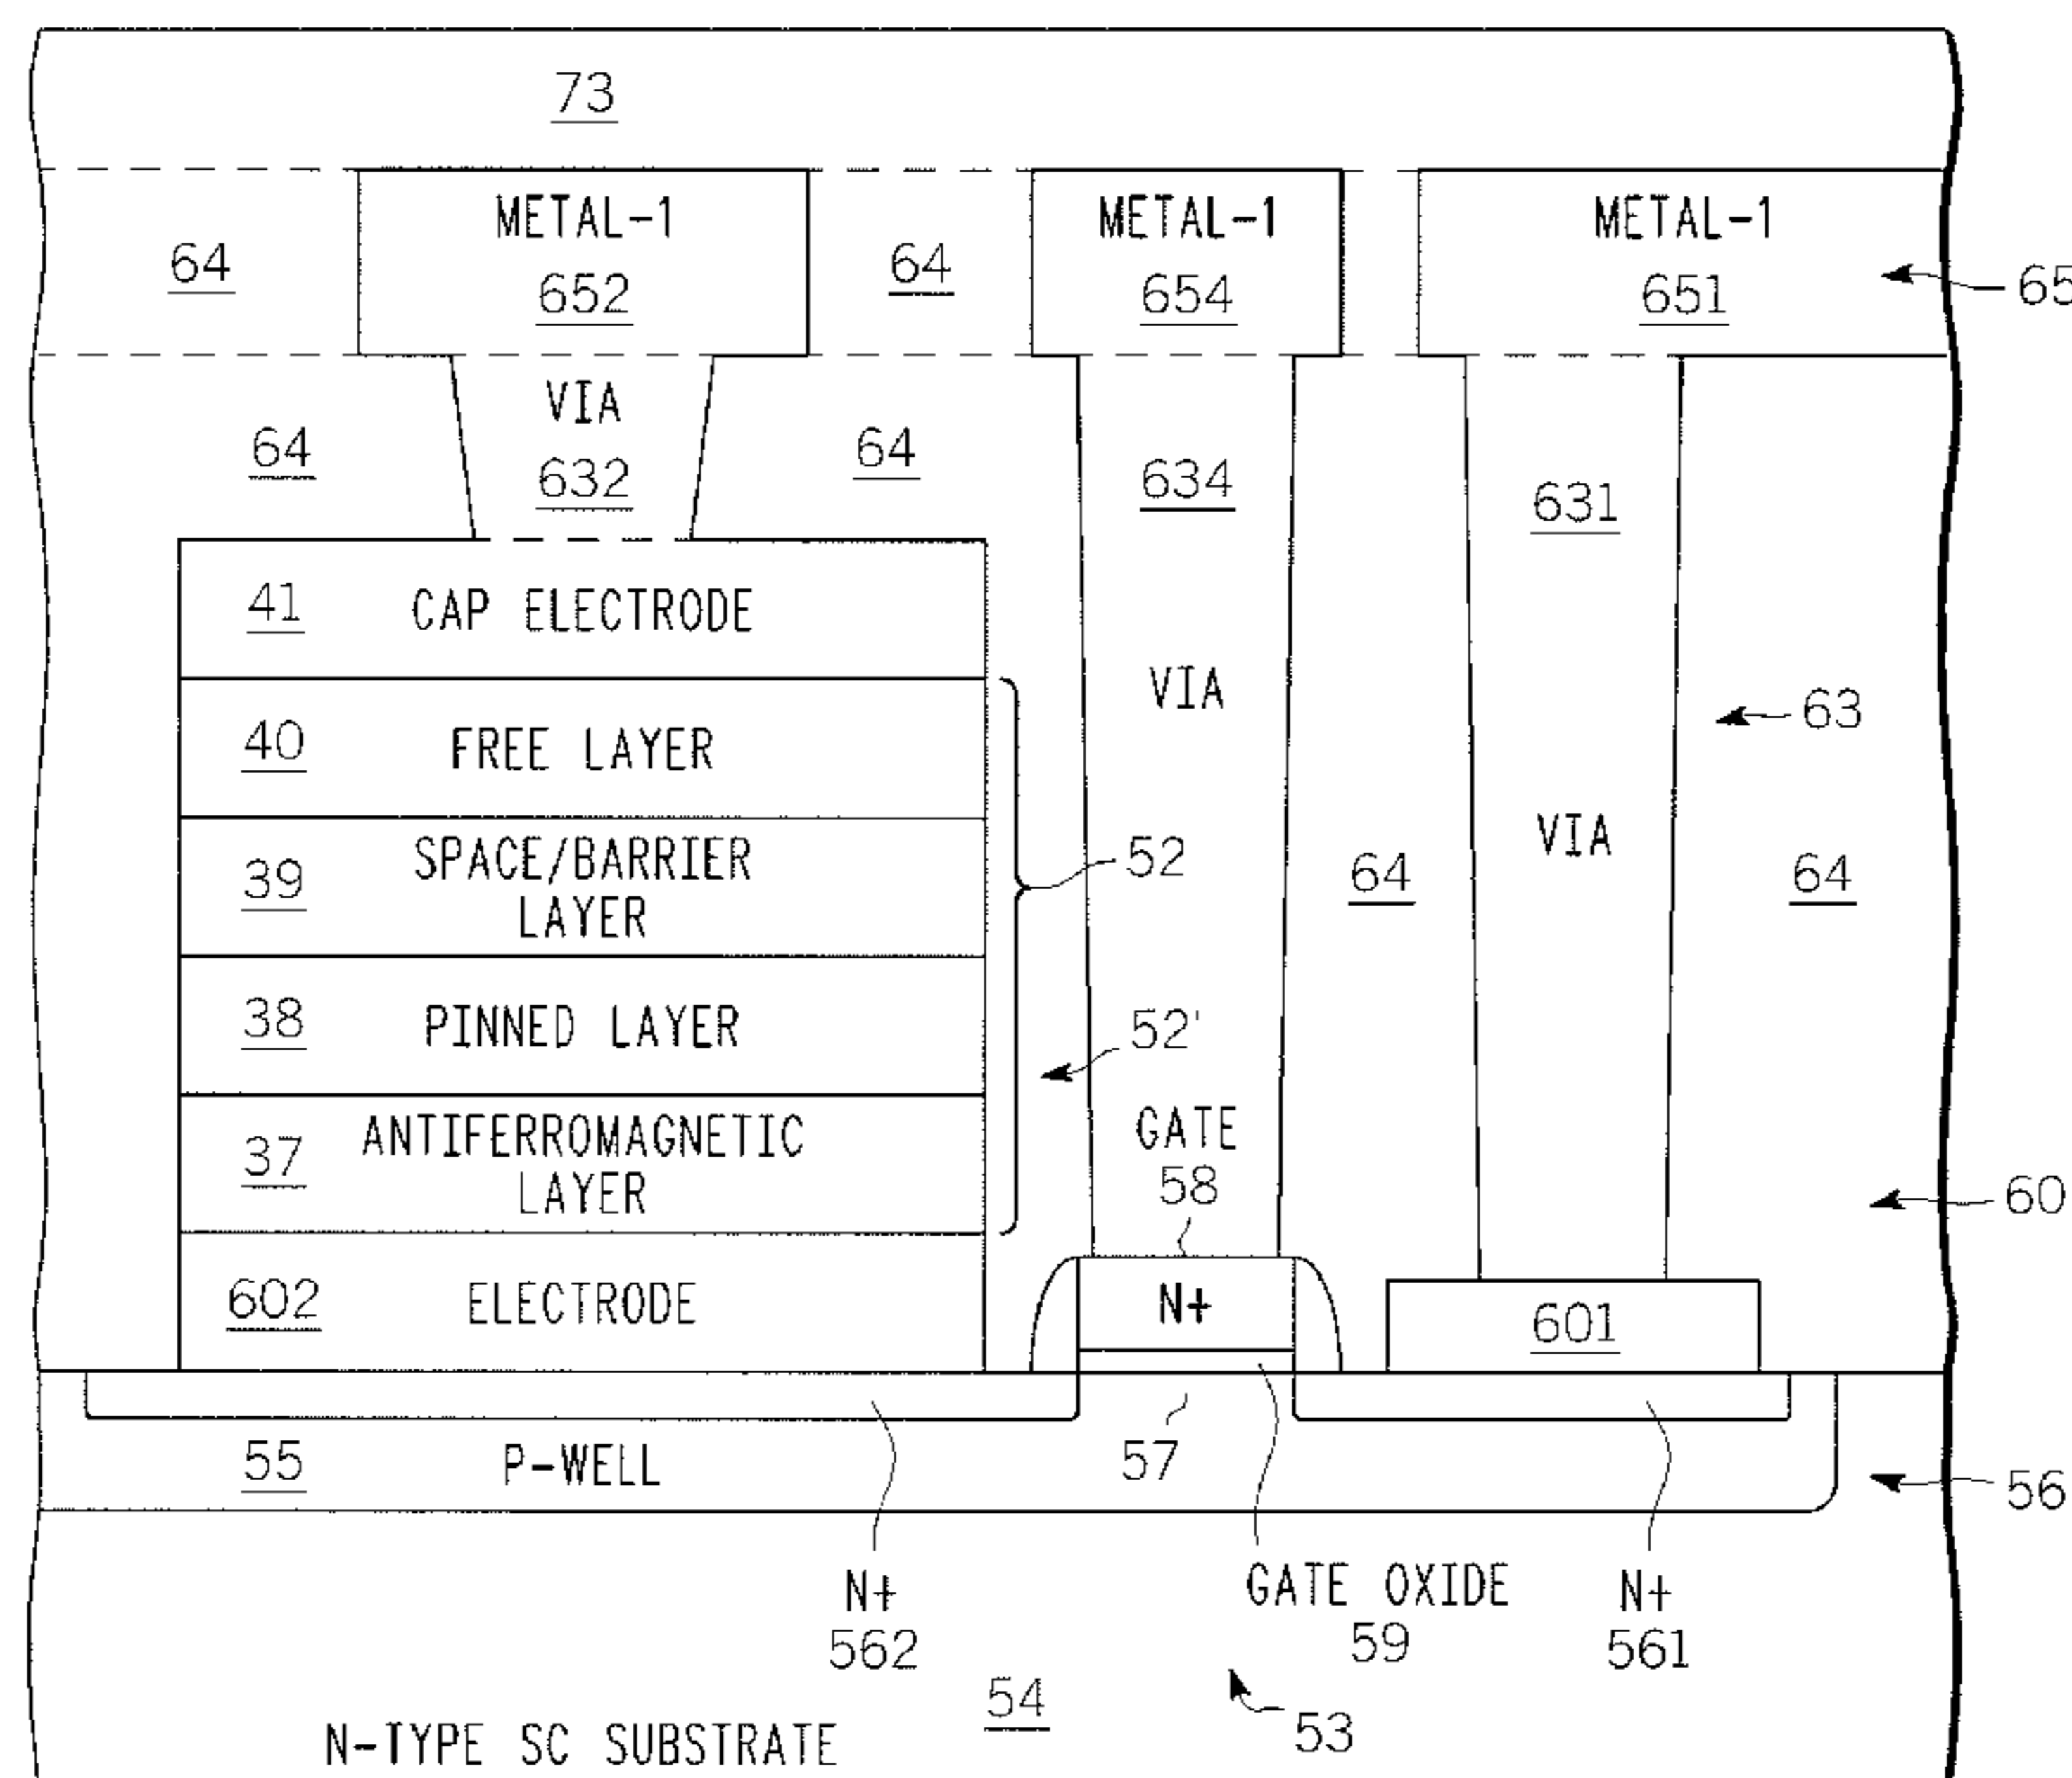 73
METAL-1
METAL-1
METAL-1
64
652
64
654
651
65
VIA
64
632
64
634
631
41
CAP ELECTRODE
VIA
63
40
FREE LAYER
SPACE/BARRIER
39
LAYER
52
VIA
64
64
38
PINNED LAYER
52'
ANTIFERROMAGNETIC
37
LAYER
GATE
58
60
602
ELECTRODE
N+
601
55
P-WELL
57
56
N+
562
GATE OXIDE
59
N+
561
54
53
N-TYPE SC SUBSTRATE